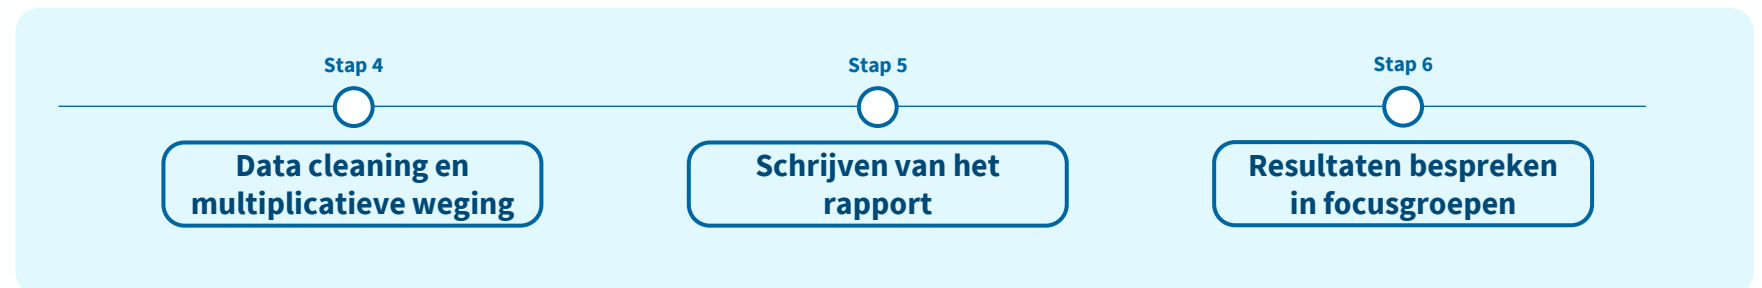 Stap 4
Stap 5
Stap 6
Data cleaning en
multiplicatieve weging
Schrijven van het
rapport
Resultaten bespreken
in focusgroepen